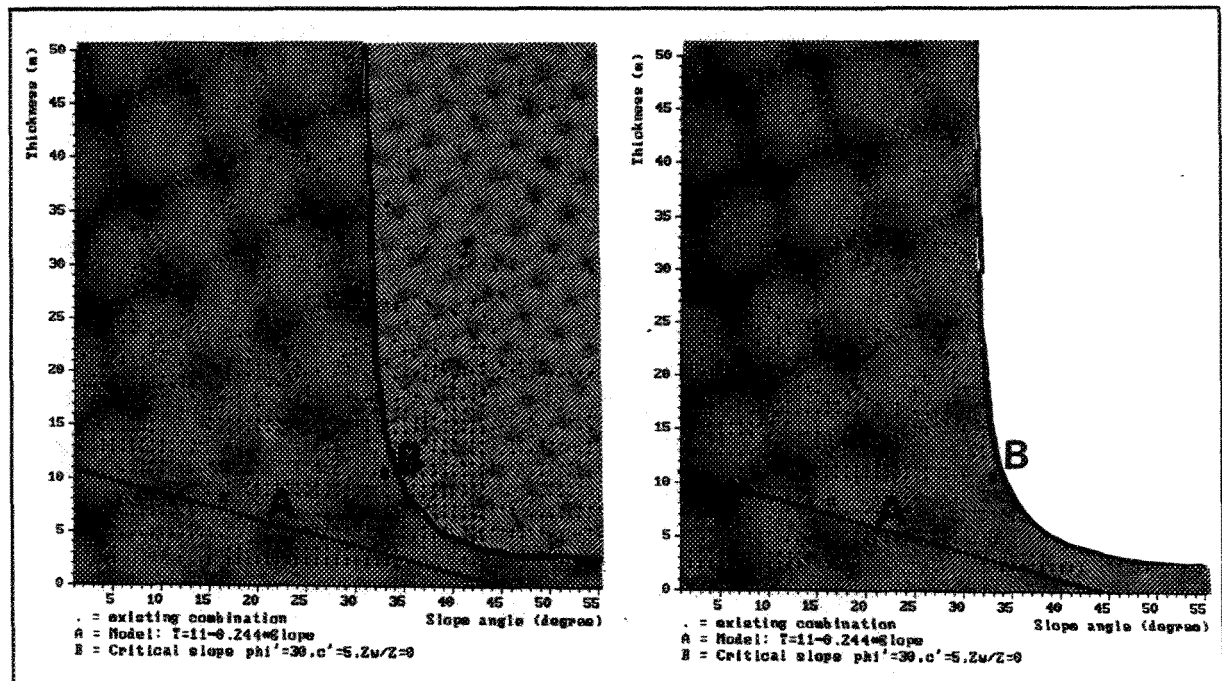 Thickness (m)
50
45
40
35
30
25
20
15
10
5
0
B
A
5 10 15 20 25 30 35 40 45 50 55
. = existing combination
Slope angle (degree)
A = Model: T=11-0.244*Slope
B = Critical slope phi'=30,c'=5,Zw/Z=0
Thickness (m)
50
45
40
35
30
25
20
15
10
5
0
B
A
5 10 15 20 25 30 35 40 45 50 55
. = existing combination
Slope angle (degree)
A = Model: T=11-0.244*Slope
B = Critical slope phi'=30,c'=5,Zw/Z=0